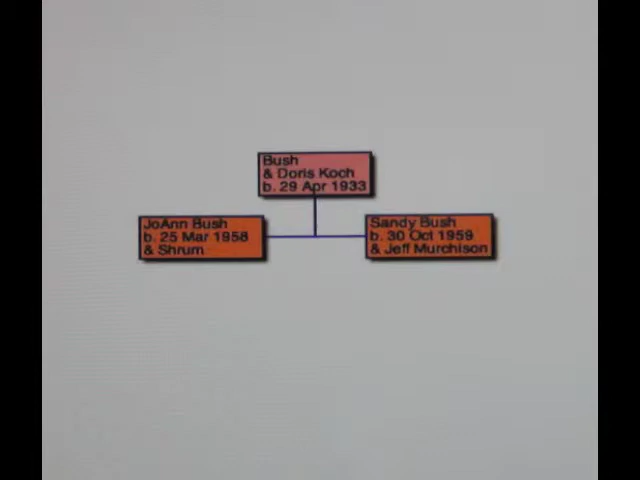 Bush
& Doris Koch
b. 29 Apr 1933
JoAnn Bush
b. 25 Mar 1958
& Shrum
Sandy Bush
b. 30 Oct 1959
& Jeff Murchison